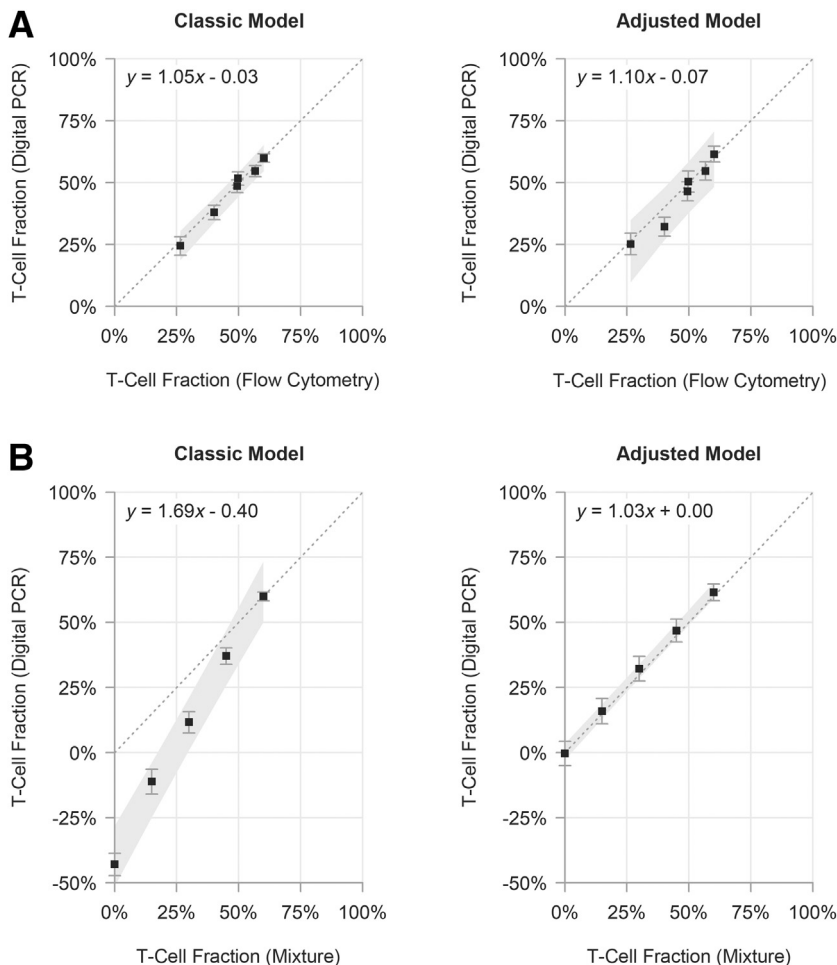 A
Classic Model
Adjusted Model
T-Cell Fraction (Digital PCR)
100%
75%
50%
25%
0%
y = 1.05x - 0.03
0% 25% 50% 75% 100%
T-Cell Fraction (Flow Cytometry)
T-Cell Fraction (Digital PCR)
100%
75%
50%
25%
0%
y = 1.10x - 0.07
0% 25% 50% 75% 100%
T-Cell Fraction (Flow Cytometry)
B
Classic Model
Adjusted Model
T-Cell Fraction (Digital PCR)
100%
75%
50%
25%
0%
-25%
-50%
y = 1.69x - 0.40
0% 25% 50% 75% 100%
T-Cell Fraction (Mixture)
T-Cell Fraction (Digital PCR)
100%
75%
50%
25%
0%
-25%
-50%
y = 1.03x + 0.00
0% 25% 50% 75% 100%
T-Cell Fraction (Mixture)